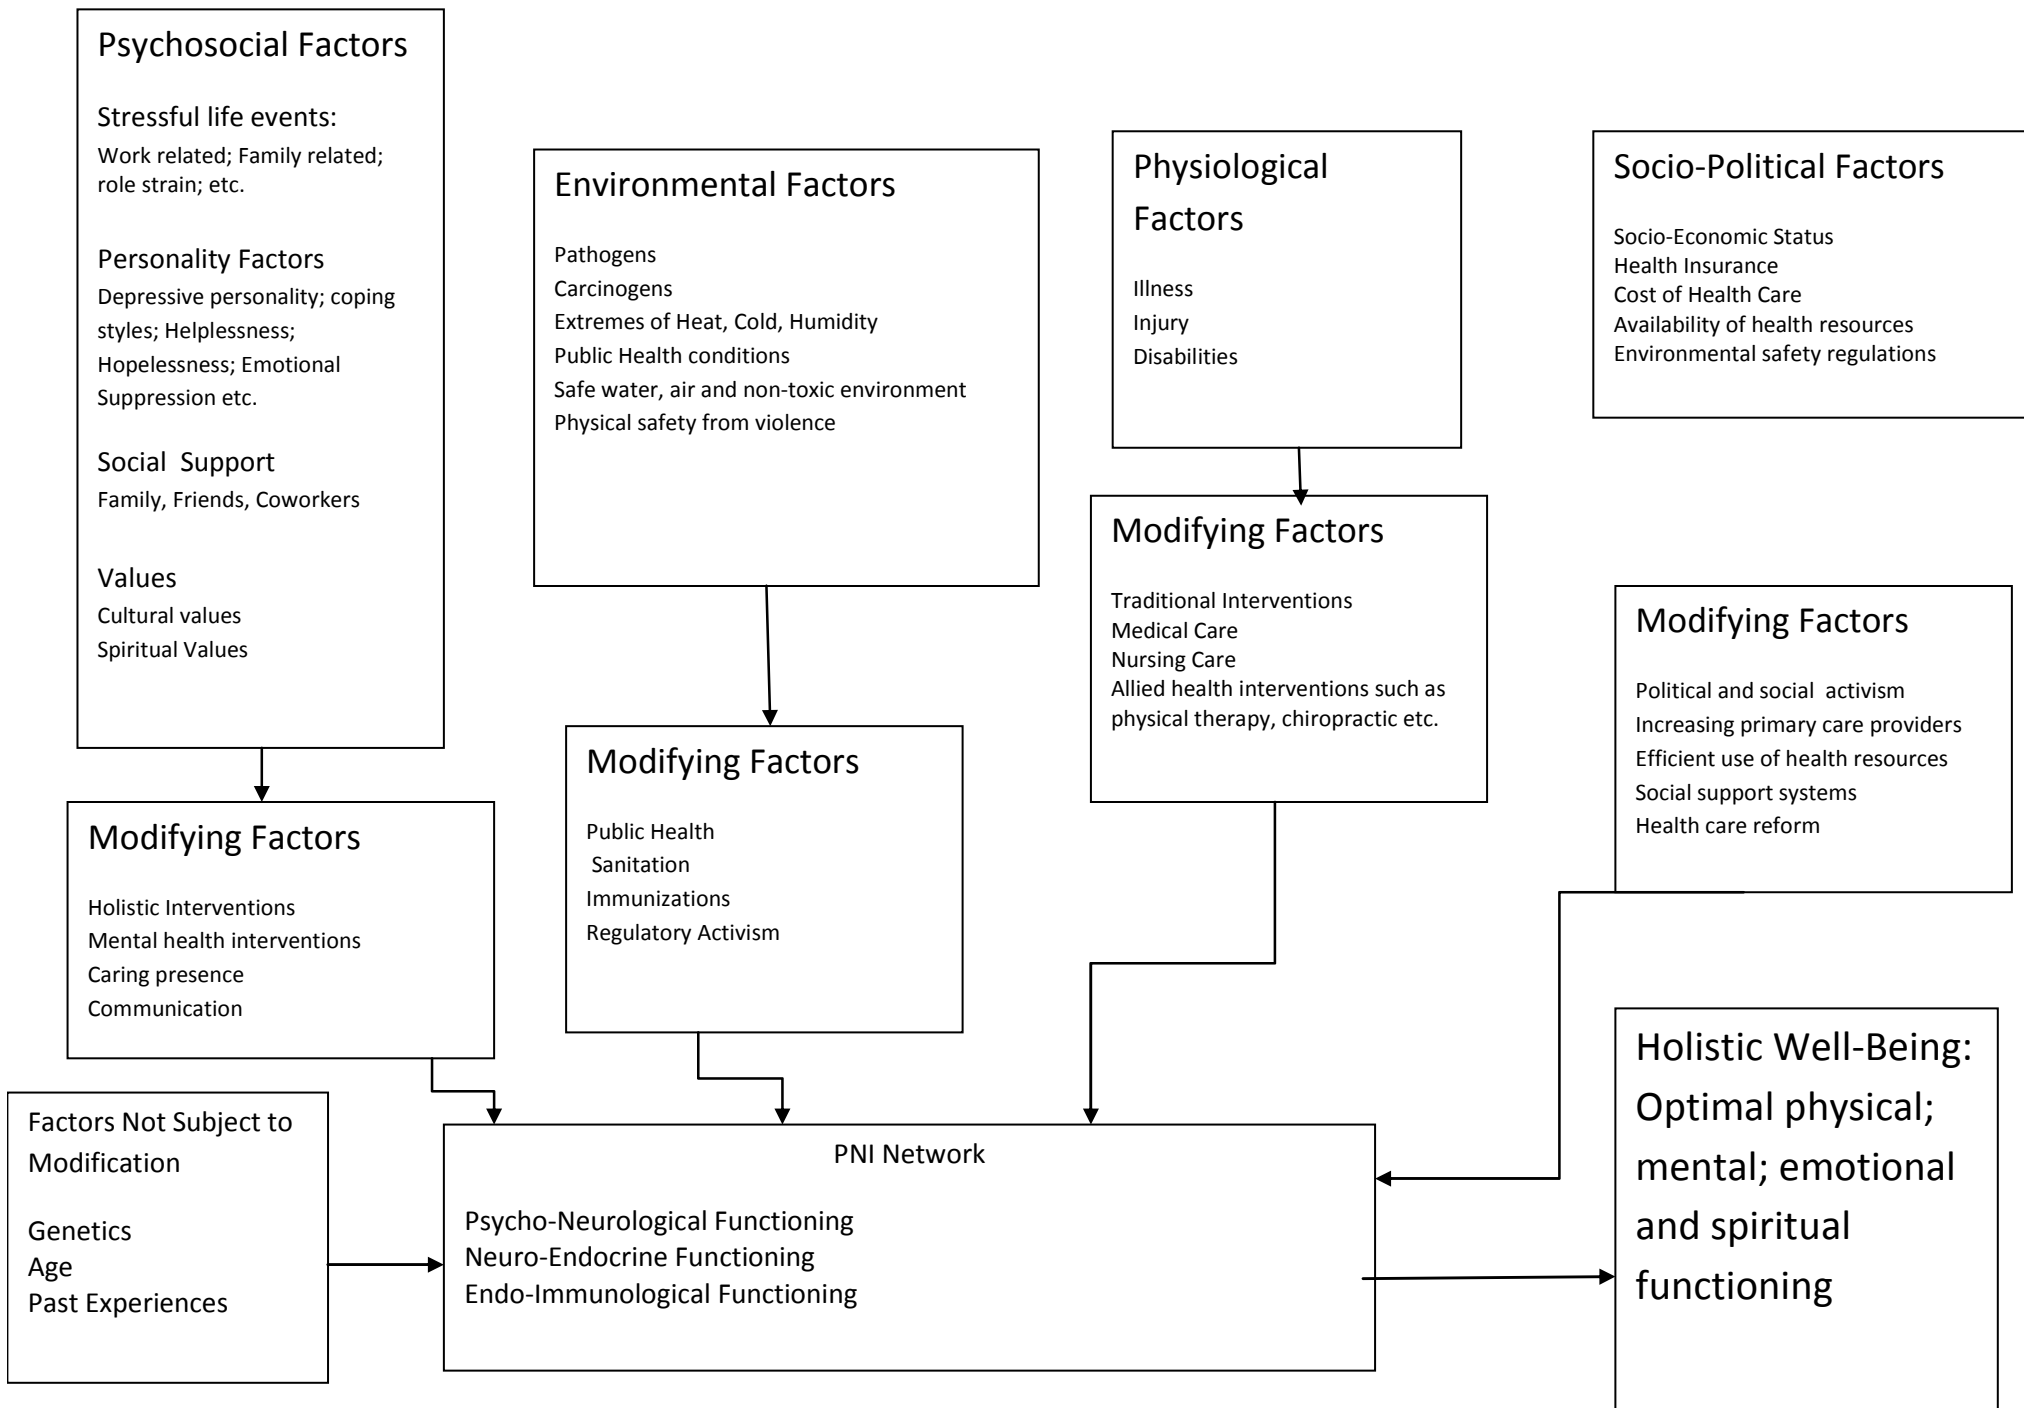 Psychosocial Factors
Stressful life events:
Work related; Family related;
role strain; etc.
Personality Factors
Depressive personality; coping
styles; Helplessness;
Hopelessness; Emotional
Suppression etc.
Social  Support
Family, Friends, Coworkers
Values
Cultural values
Spiritual Values
Environmental Factors
Pathogens
Carcinogens
Extremes of Heat, Cold, Humidity
Public Health conditions
Safe water, air and non-toxic environment
Physical safety from violence
Physiological
Factors
Illness
Injury
Disabilities
Socio-Political Factors
Socio-Economic Status
Health Insurance
Cost of Health Care
Availability of health resources
Environmental safety regulations
Modifying Factors
Holistic Interventions
Mental health interventions
Caring presence
Communication
Modifying Factors
Public Health
Sanitation
Immunizations
Regulatory Activism
Modifying Factors
Traditional Interventions
Medical Care
Nursing Care
Allied health interventions such as
physical therapy, chiropractic etc.
Modifying Factors
Political and social  activism
Increasing primary care providers
Efficient use of health resources
Social support systems
Health care reform
Factors Not Subject to
Modification
Genetics
Age
Past Experiences
PNI Network
Psycho-Neurological Functioning
Neuro-Endocrine Functioning
Endo-Immunological Functioning
Holistic Well-Being:
Optimal physical;
mental; emotional
and spiritual
functioning